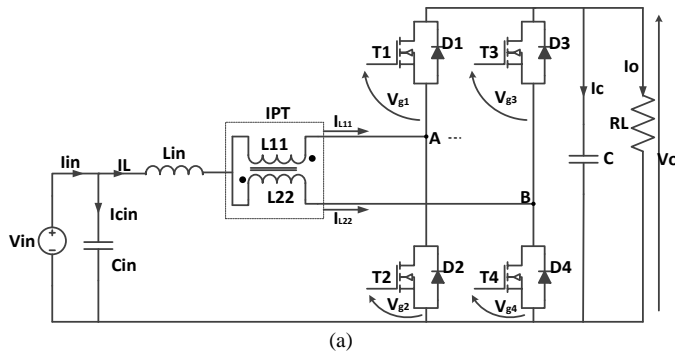 T1
D1
T3
D3
Vg1
Vg3
Io
Ic
RL
Vo
C
IPT
IL11
L11
A
Iin
IL
Lin
L22
IL22
B
Icin
Vin
Cin
T2
D2
T4
D4
Vg2
Vg4
(a)